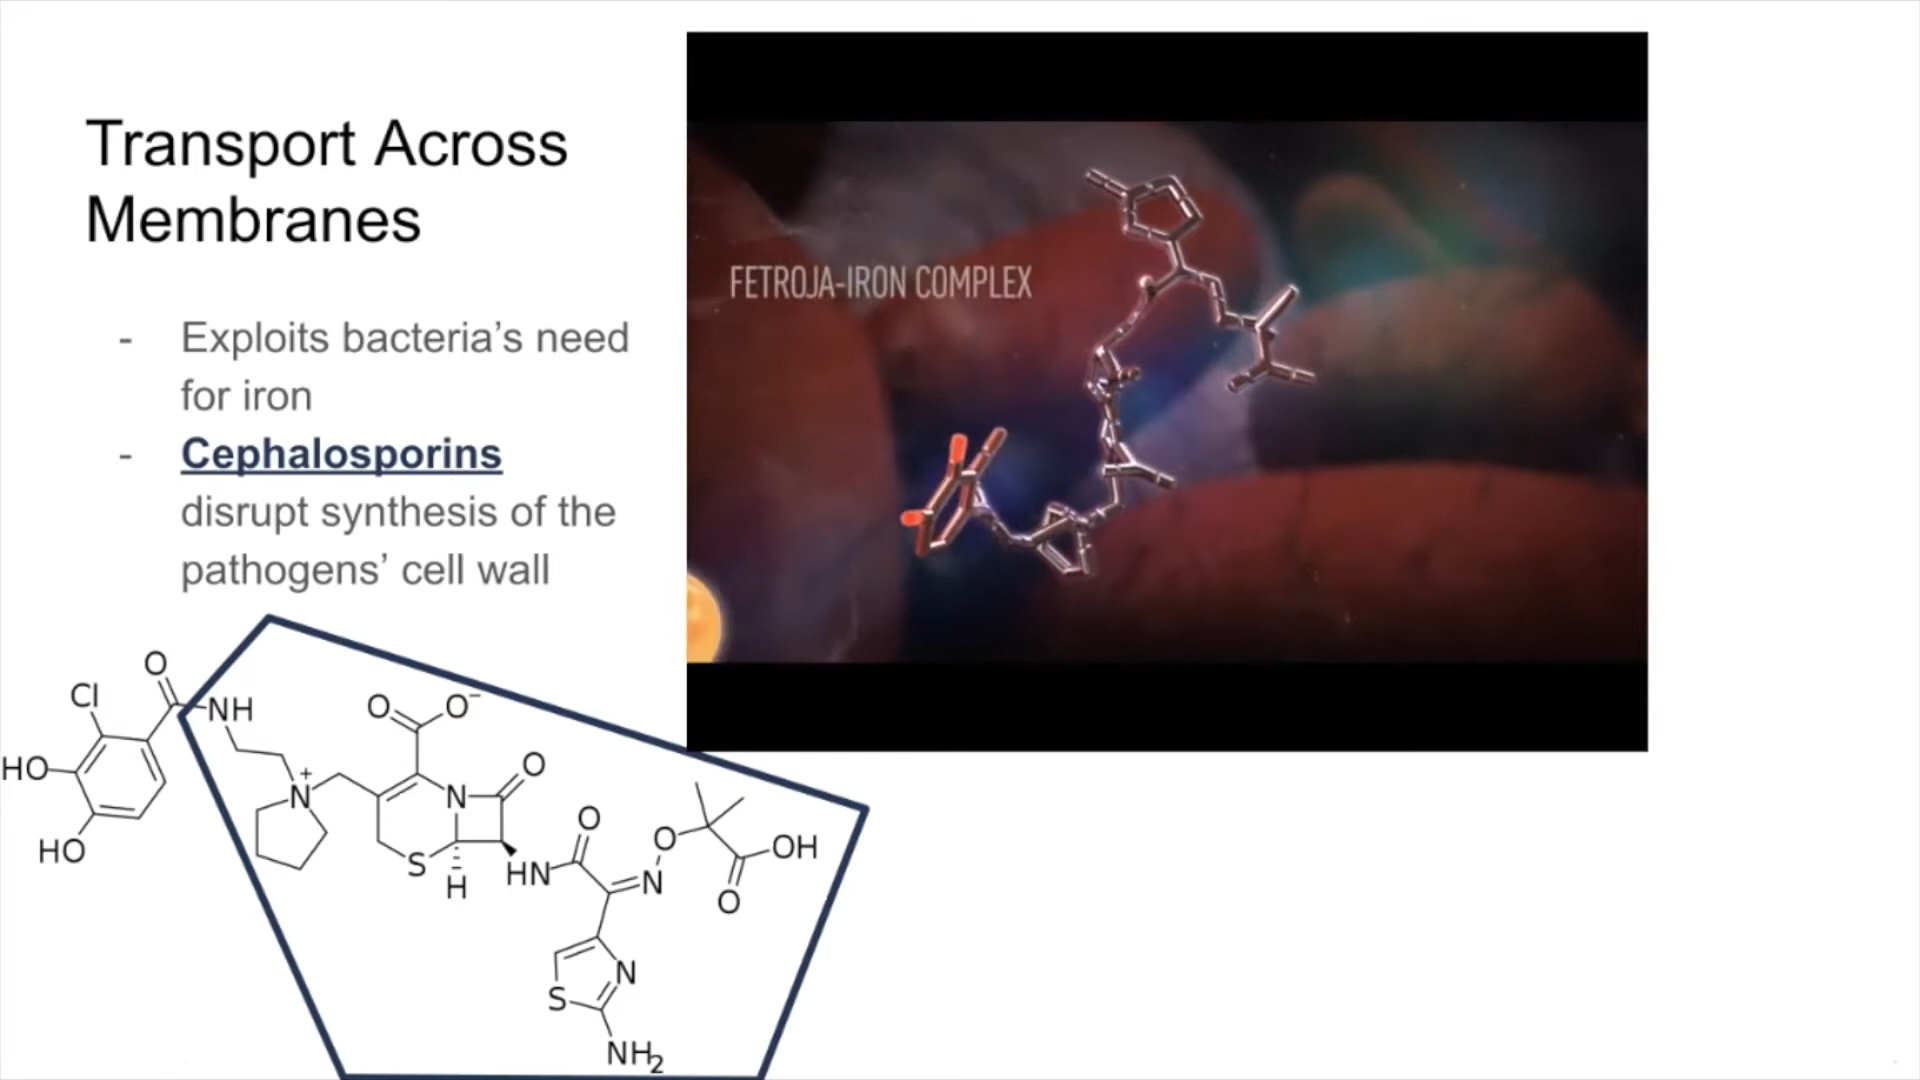 Transport Across
Membranes
- Exploits bacteria’s need
for iron
- Cephalosporins
disrupt synthesis of the
pathogens’ cell wall
FETROJA-IRON COMPLEX
O
Cl
NH
HO
HO
N+
O
O−
N
O
S
H
HN
O
N
O
OH
O
N
S
NH2